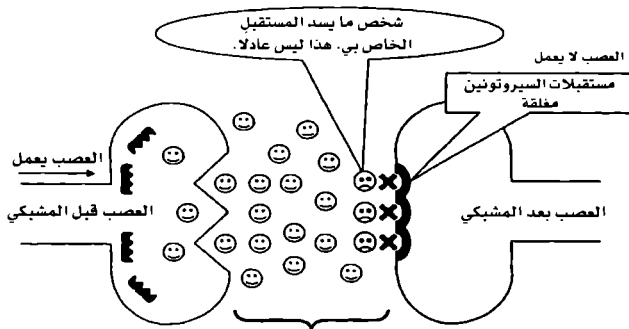 شخص ما يسد المستقبل
الخاص بي. هذا ليس عادلا.
العصب لا يعمل
مستقبلات السيروتونين
مغلقة
العصب يعمل
العصب قبل المشبكي
العصب بعد المشبكي